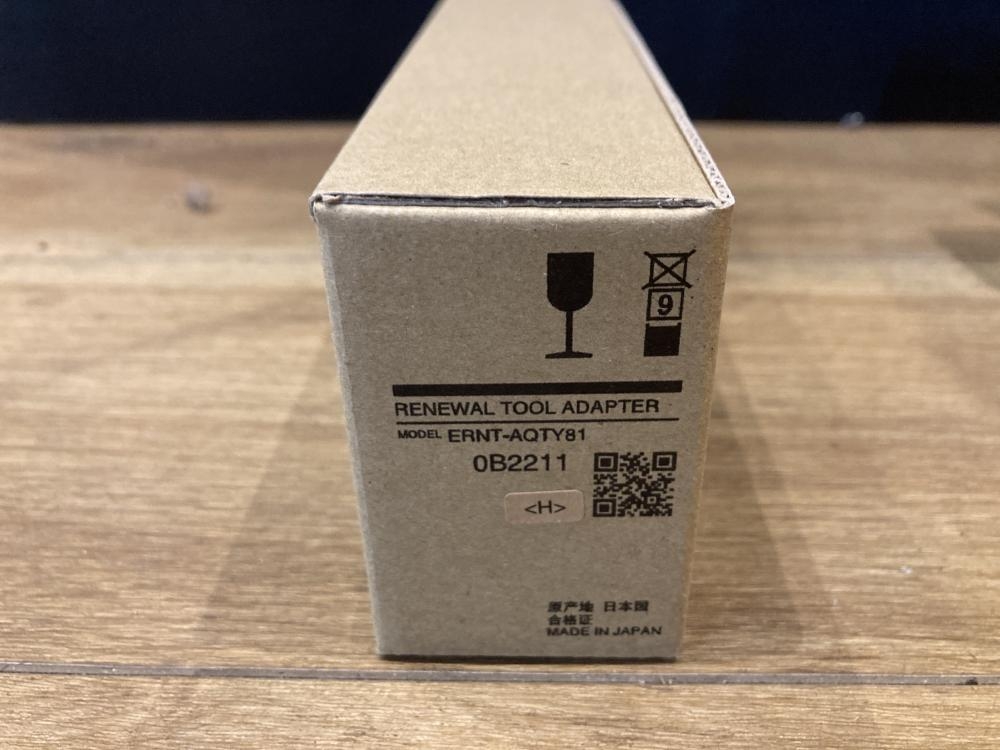 9
RENEWAL TOOL ADAPTER
MODEL ERNT-AQTY81
0B2211
<H>
原产地 日本国
合格证
MADE IN JAPAN